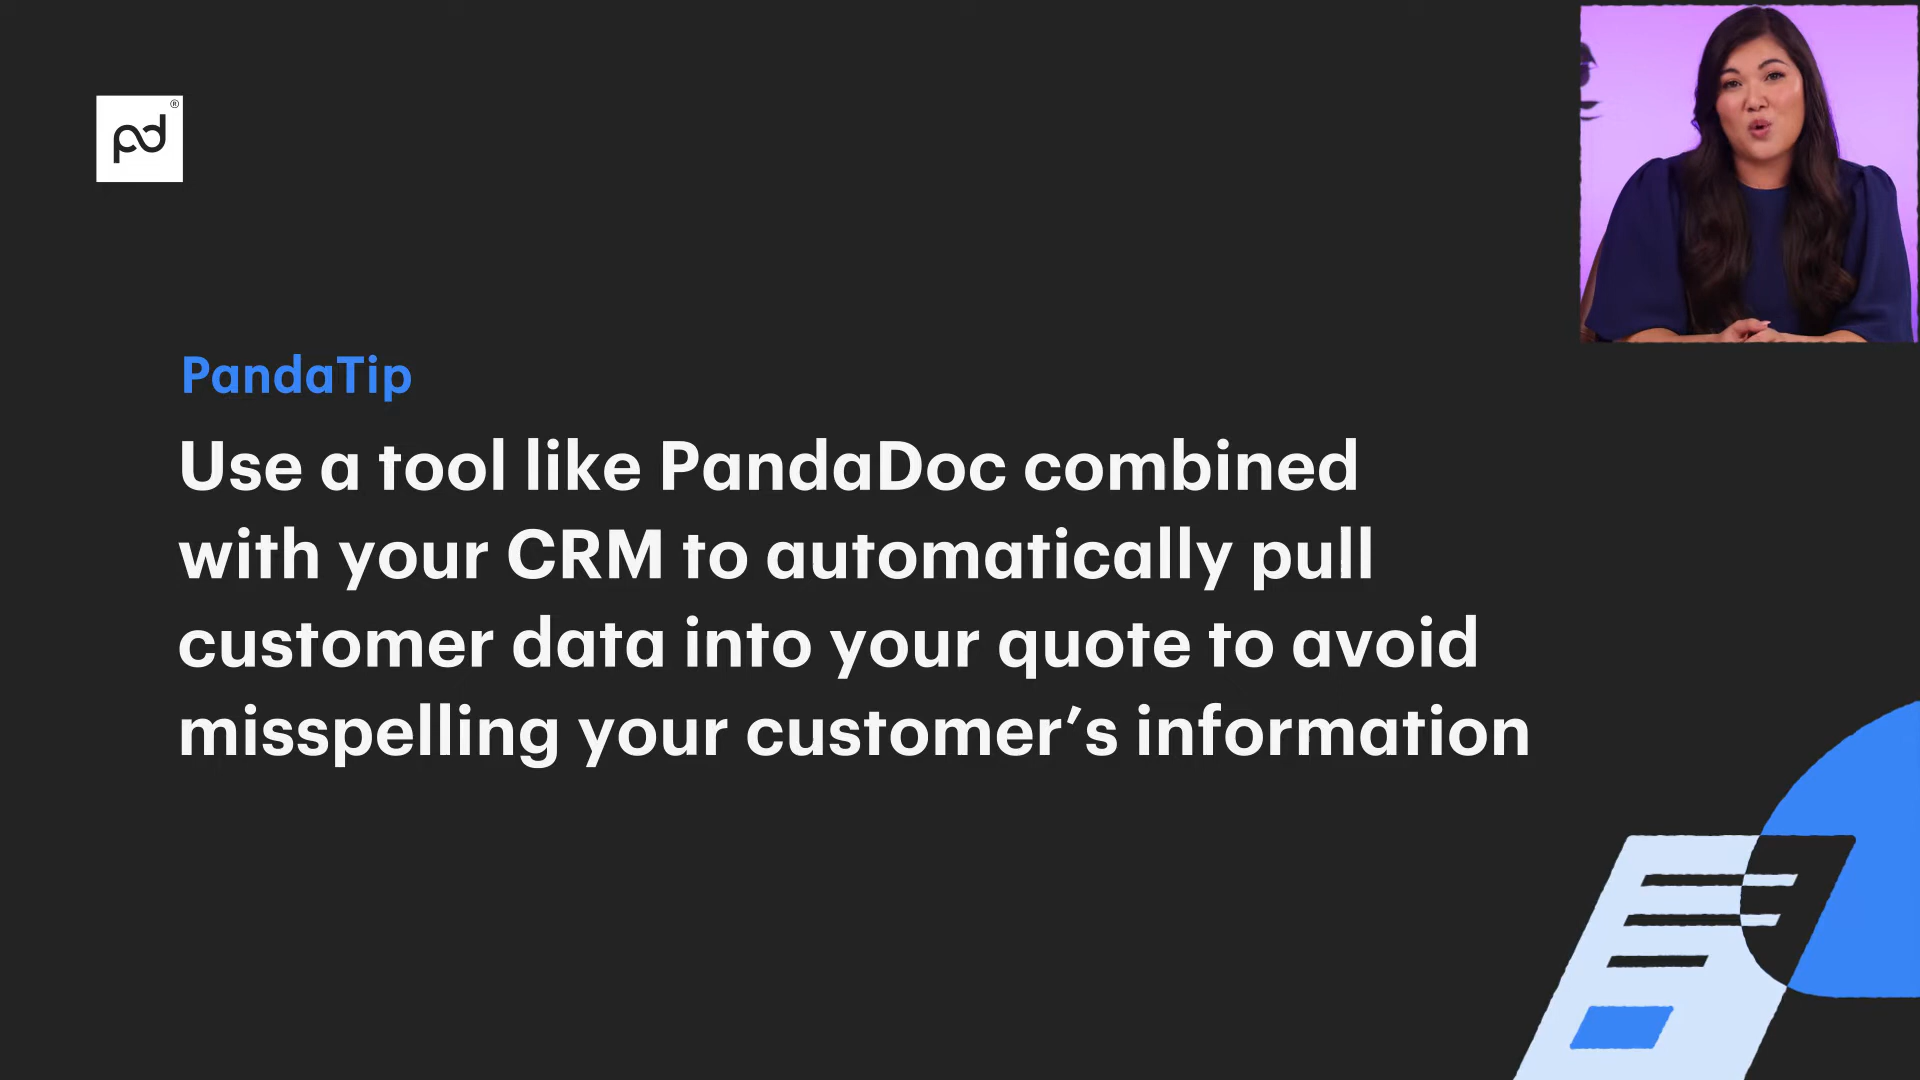 pd®
PandaTip
Use a tool like PandaDoc combined
with your CRM to automatically pull
customer data into your quote to avoid
misspelling your customer’s information